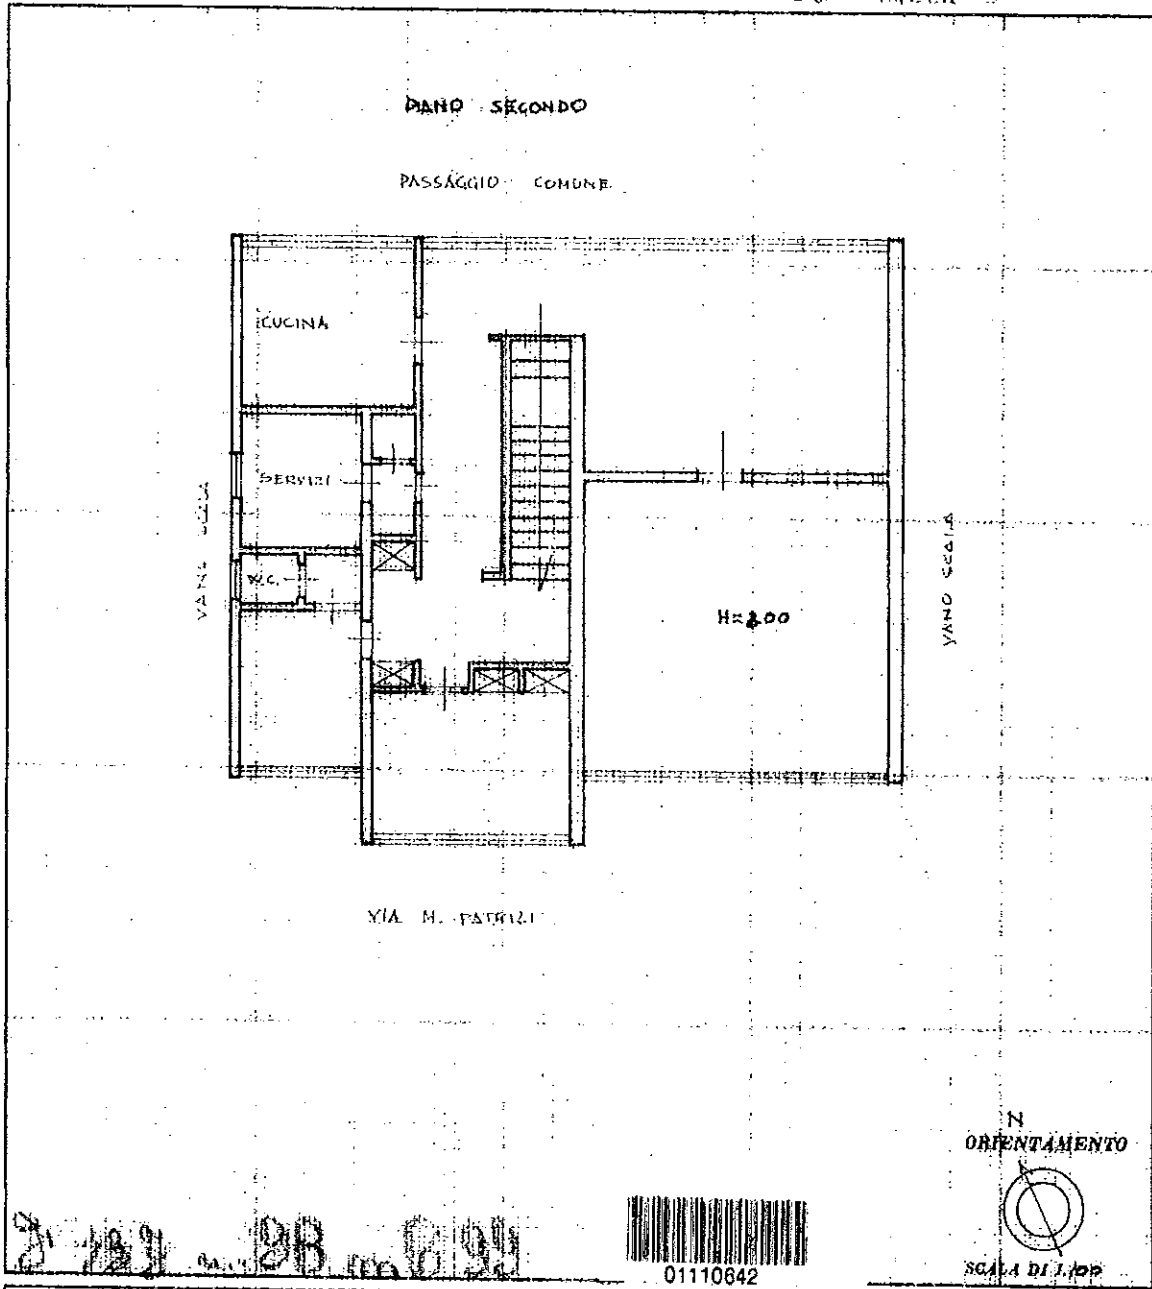 PIANO SECONDO
PASSAGGIO COMUNE
CUCINA
SERVIZI
VANO SCALA
W.C.
H=2.00
VANO SCALA
VIA M. PATRIZI
N
ORIENTAMENTO
01110642
SCALA DI 1/